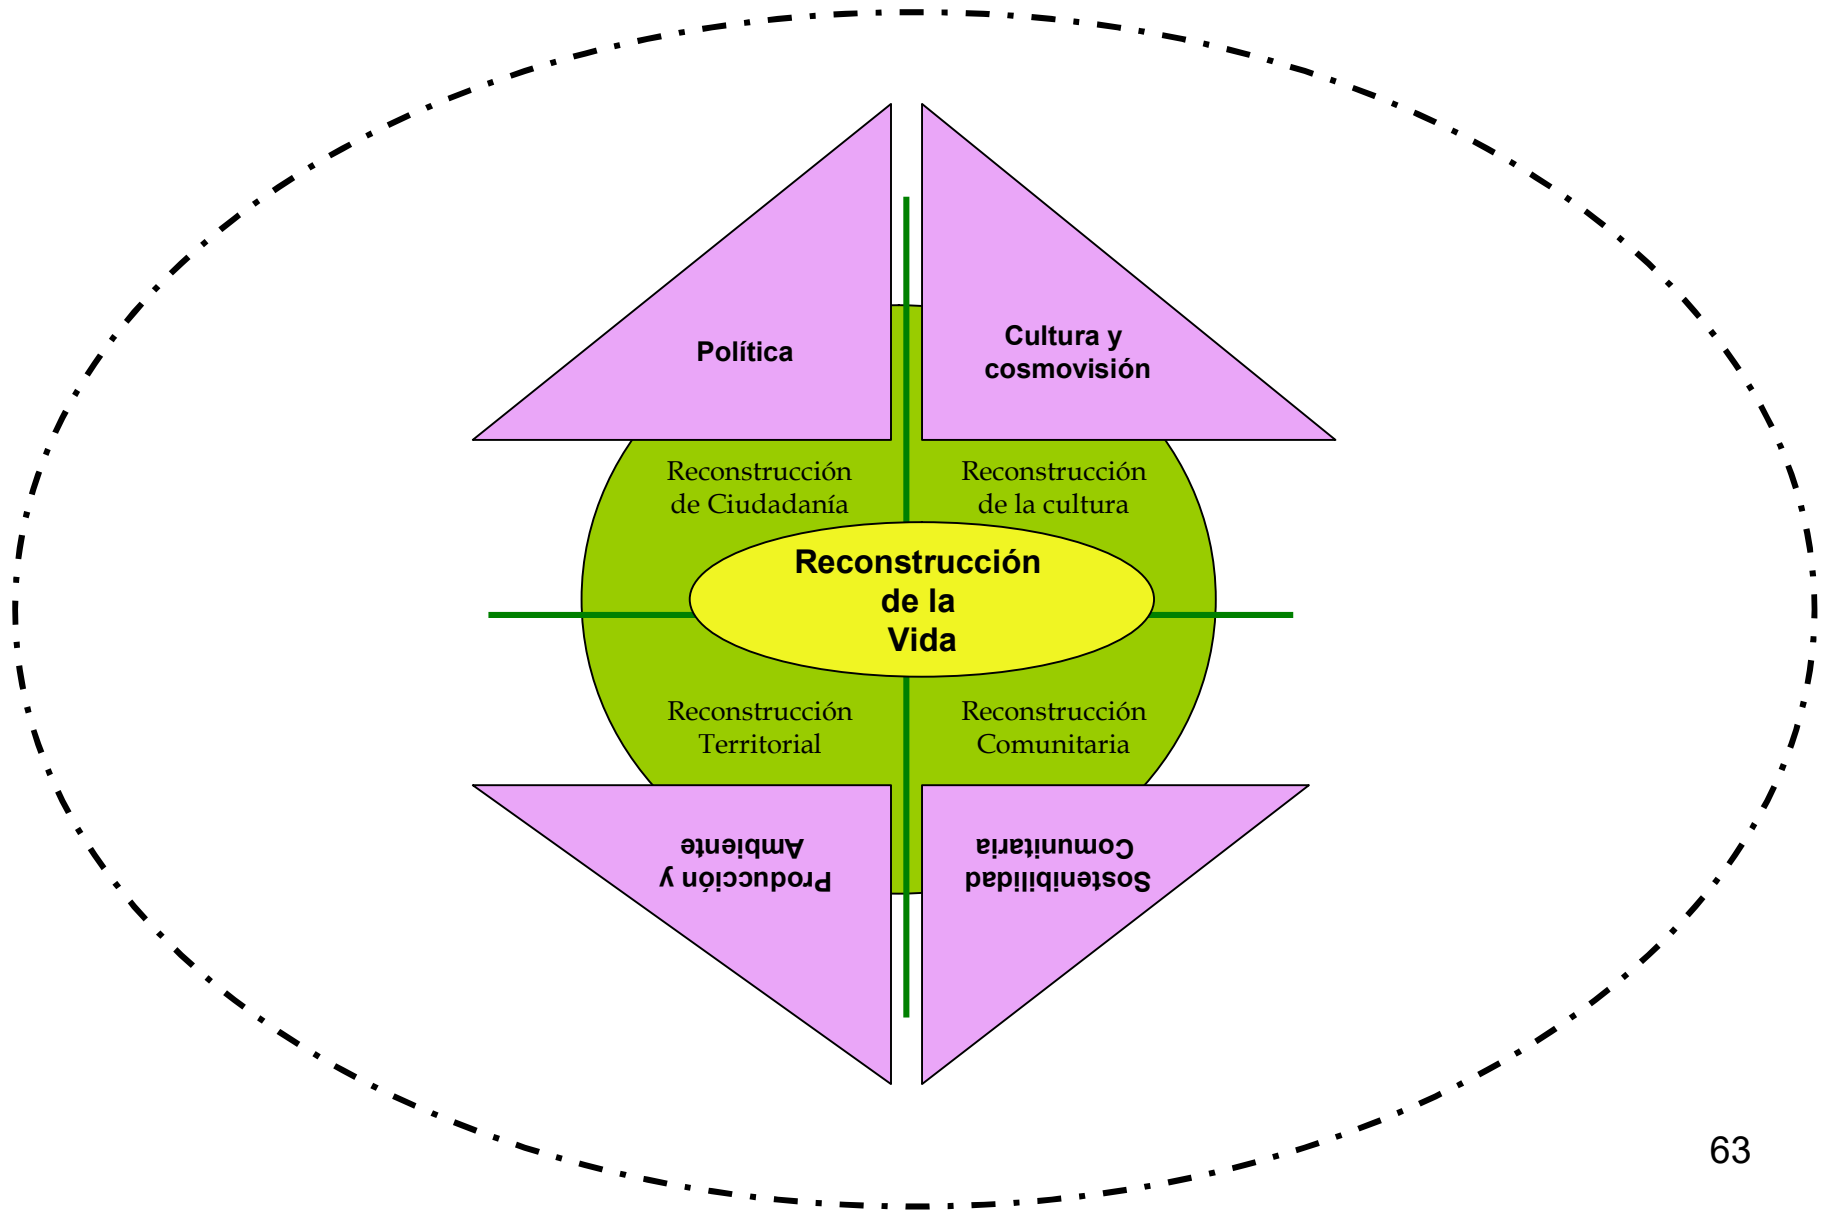 Política
Cultura y
cosmovisión
Reconstrucción
de Ciudadanía
Reconstrucción
de la cultura
Reconstrucción
de la
Vida
Reconstrucción
Territorial
Reconstrucción
Comunitaria
Producción y
Ambiente
Sostenibilidad
Comunitaria
63